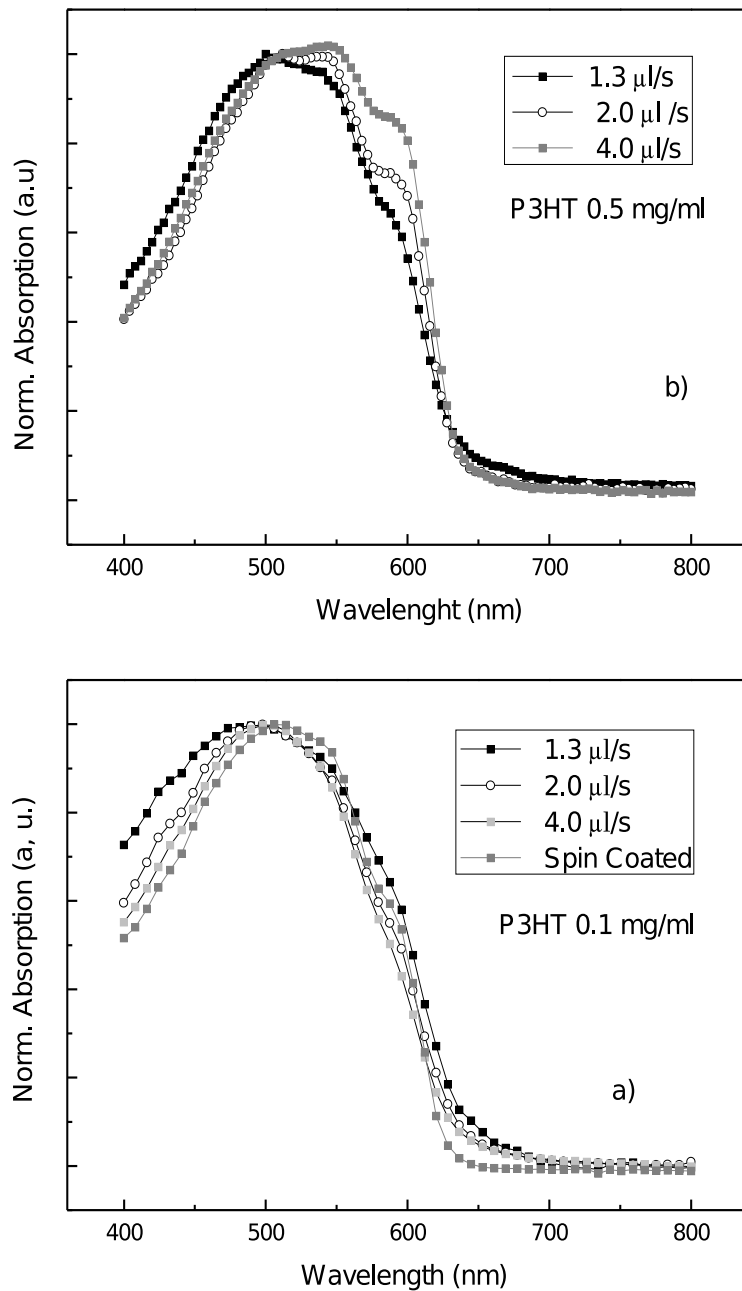 1.3 μl/s
2.0 μl /s
4.0 μl/s
P3HT 0.5 mg/ml
b)
Norm. Absorption (a.u)
400 500 600 700 800
Wavelenght (nm)
1.3 μl/s
2.0 μl/s
4.0 μl/s
Spin Coated
P3HT 0.1 mg/ml
a)
Norm. Absorption (a, u.)
400 500 600 700 800
Wavelength (nm)